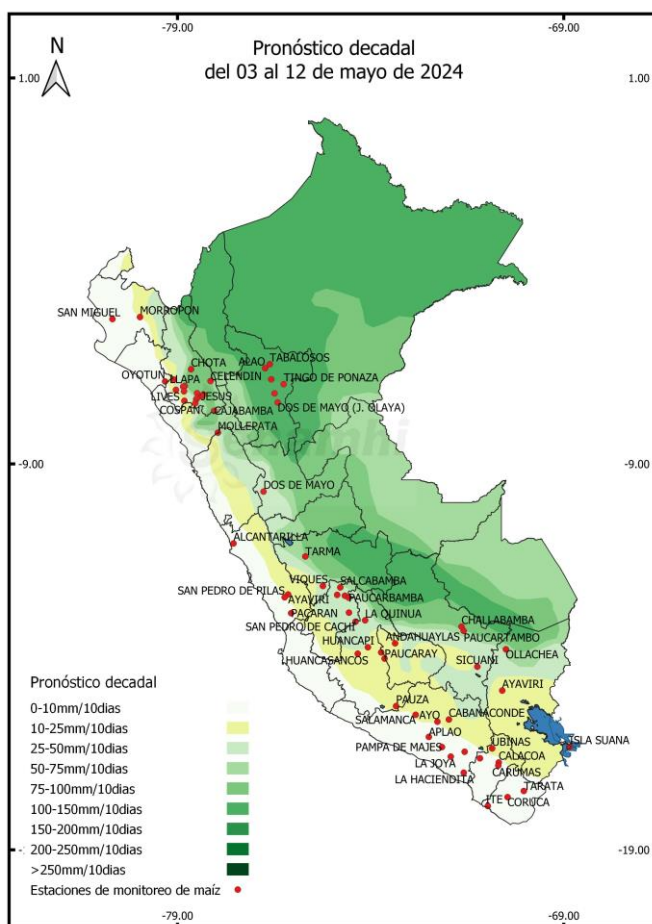 -79.00
-69.00
N
Pronóstico decadal
del 03 al 12 de mayo de 2024
1.00
1.00
SAN MIGUEL
MORROPON
CHOTA
ALAO
TABALOSOS
OYOTUN
LLAPA
CELENDIN
TINGO DE PONAZA
LIVES
JESUS
COSPAN
CAJABAMBA
DOS DE MAYO (J. OLAYA)
MOLLEPATA
Senamhi
-9.00
-9.00
DOS DE MAYO
ALCANTARILLA
TARMA
VIQUES
SALCABAMBA
SAN PEDRO DE PILAS
AYAVIRI
PAUCARBAMBA
PACARAN
LA QUINUA
CHALLABAMBA
SAN PEDRO DE CACHI
PAUCARTAMBO
HUANCAPI
ANDAHUAYLAS
OLLACHEA
HUANCASANCOS
PAUCARAY
SICUANI
AYAVIRI
Pronóstico decadal
0-10mm/10dias
10-25mm/10dias
25-50mm/10dias
50-75mm/10dias
75-100mm/10dias
100-150mm/10dias
150-200mm/10dias
200-250mm/10dias
>250mm/10dias
Estaciones de monitoreo de maíz
PAUZA
SALAMANCA
AYO
CABANACONDE
APLAO
PAMPA DE MAJES
UBINAS
ISLA SUANA
LA JOYA
CALACOA
LA HACIENDITA
CARUMAS
TARATA
ITE
CORUCA
-19.00
-79.00
-69.00